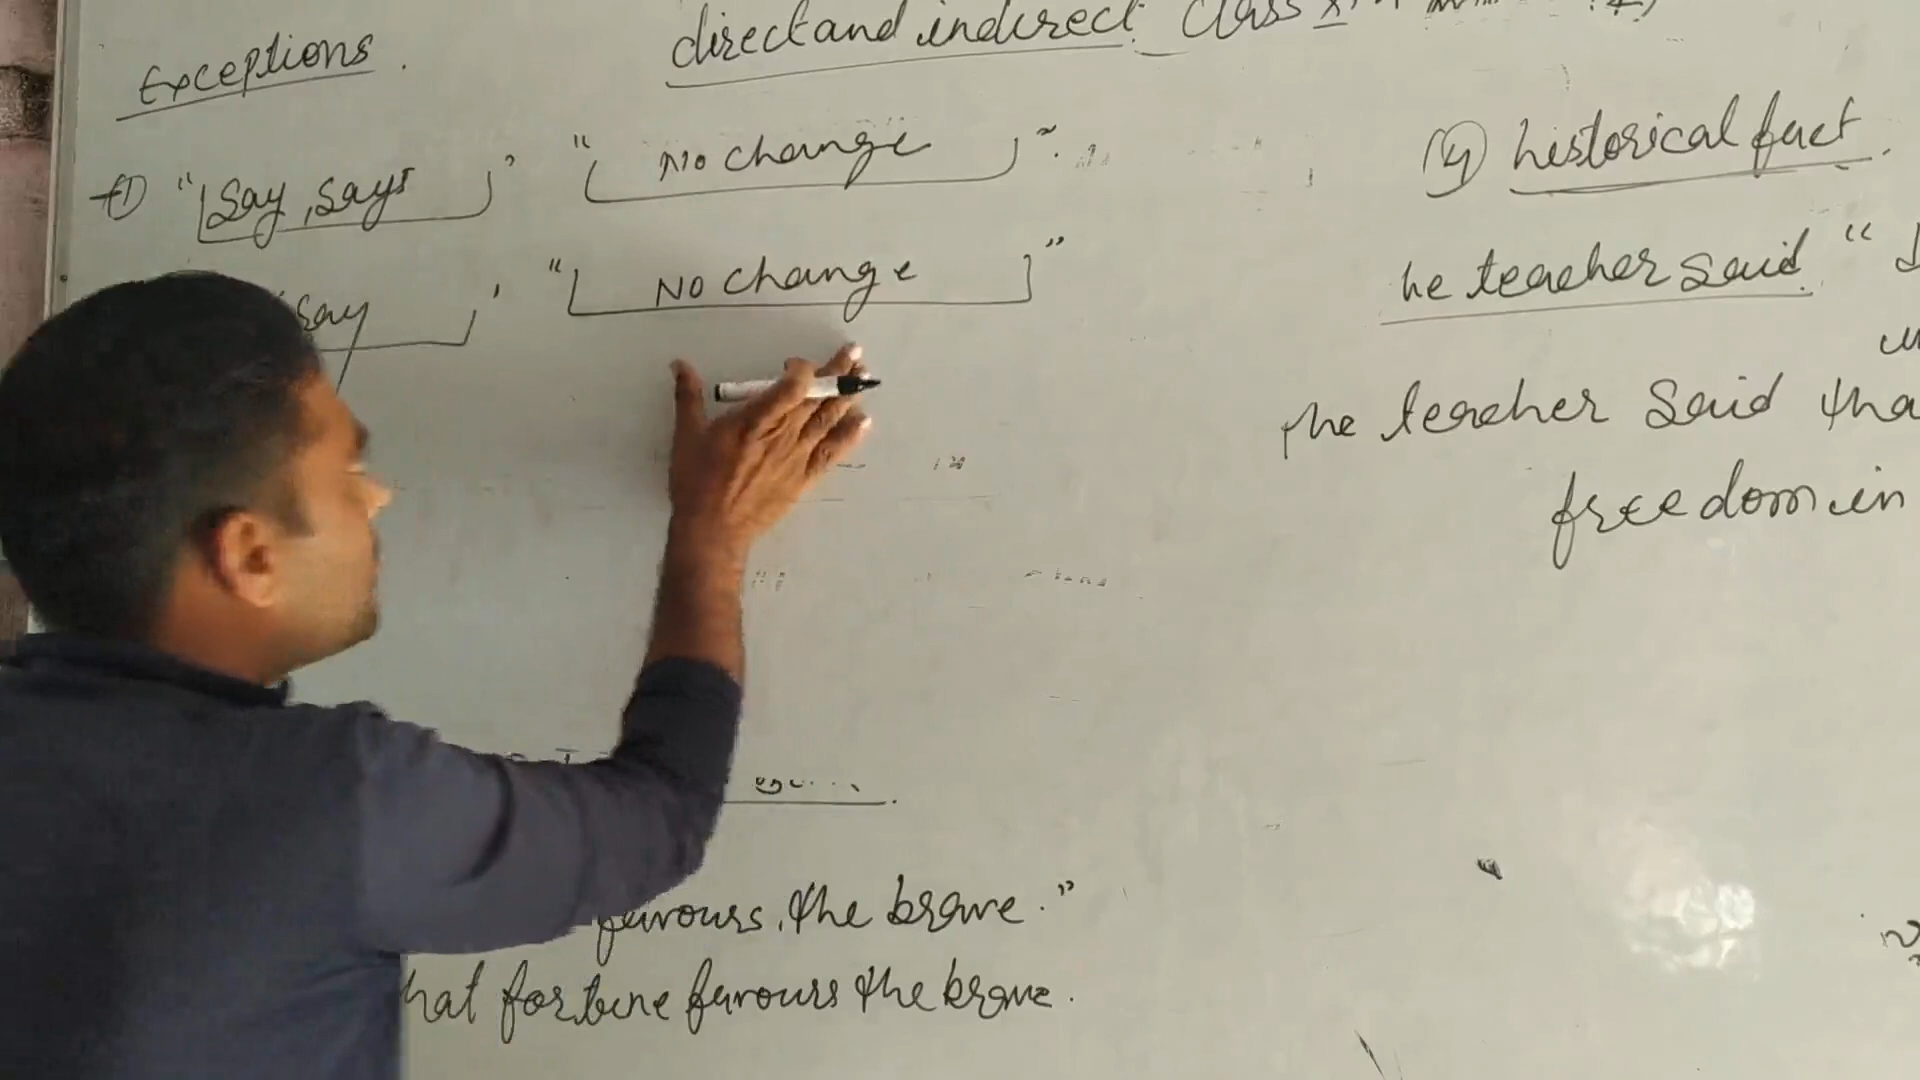 Exceptions.
direct and indirect. Class
① "Say, says , " No change ".
say , " No change "
favours, the brave."
hat fortune favours the brave.
(4) historical fact.
he teacher said. "
The teacher said tha
freedom in